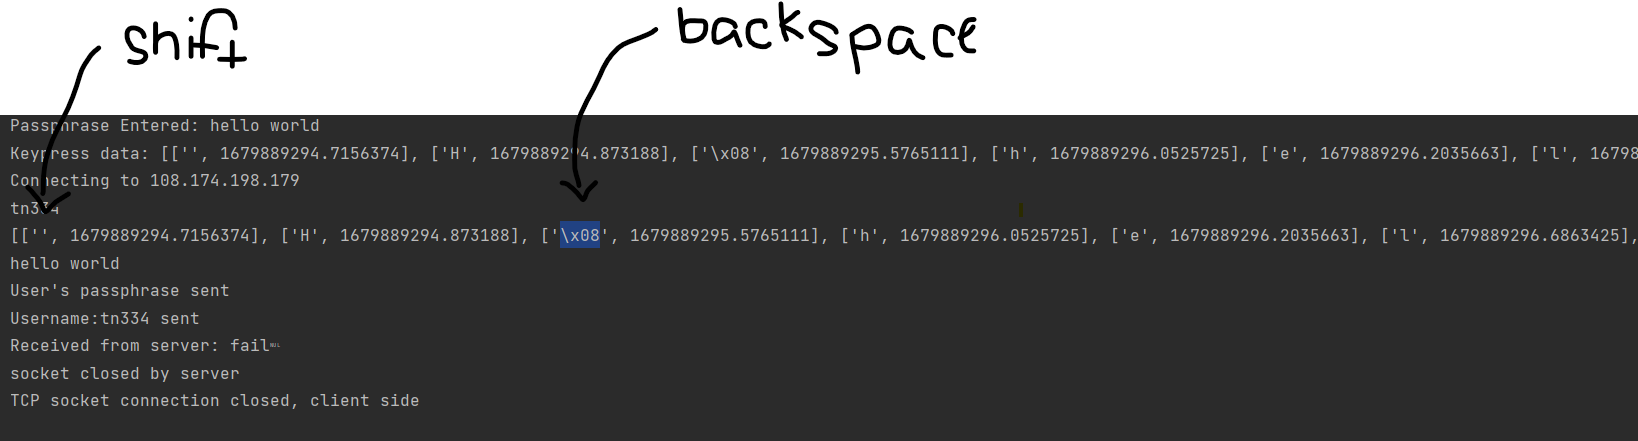 shift
backspace
Passphrase Entered: hello world
Keypress data: [['', 1679889294.7156374], ['H', 1679889294.873188], ['\x08', 1679889295.5765111], ['h', 1679889296.0525725], ['e', 1679889296.2035663], ['l', 16798
Connecting to 108.174.198.179
tn334
[['', 1679889294.7156374], ['H', 1679889294.873188], ['\x08', 1679889295.5765111], ['h', 1679889296.0525725], ['e', 1679889296.2035663], ['l', 1679889296.6863425],
hello world
User's passphrase sent
Username:tn334 sent
Received from server: fail NUL
socket closed by server
TCP socket connection closed, client side